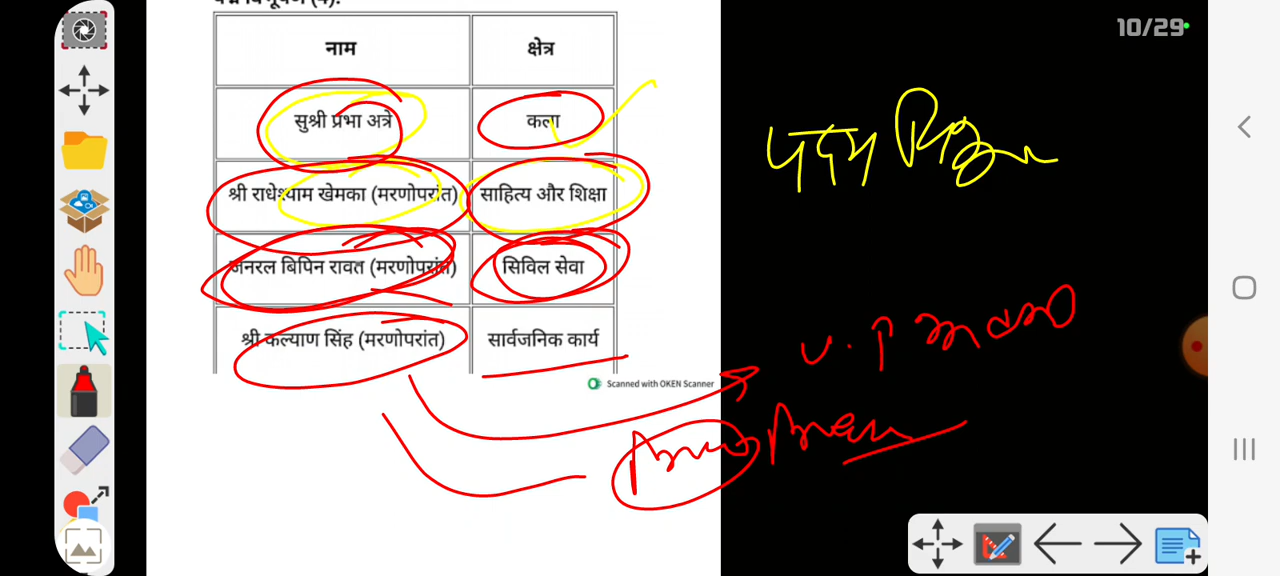 10/29
नाम
क्षेत्र
सुश्री प्रभा अत्रे
कला
श्री राधेश्याम खेमका (मरणोपरांत)
साहित्य और शिक्षा
जनरल बिपिन रावत (मरणोपरांत)
सिविल सेवा
श्री कल्याण सिंह (मरणोपरांत)
सार्वजनिक कार्य
Scanned with OKEN Scanner
पदम
U.P